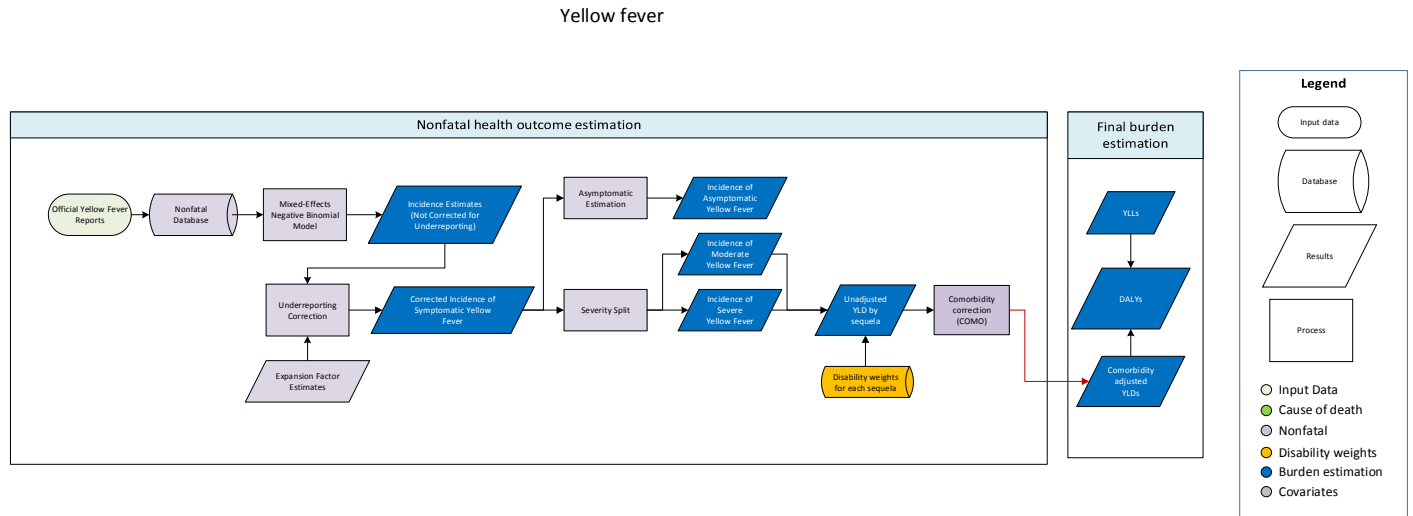 Yellow fever
Nonfatal health outcome estimation
Official Yellow Fever
Reports
Nonfatal
Database
Mixed-Effects
Negative Binomial
Model
Incidence Estimates
(Not Corrected for
Underreporting)
Underreporting
Correction
Expansion Factor
Estimates
Corrected Incidence of
Symptomatic Yellow
Fever
Asymptomatic
Estimation
Incidence of
Asymptomatic
Yellow Fever
Severity Split
Incidence of
Moderate
Yellow Fever
Incidence of
Severe
Yellow Fever
Unadjusted
YLD by
sequela
Disability weights
for each sequela
Comorbidity
correction
(COMO)
Final burden
estimation
YLLs
DALYs
Comorbidity
adjusted
YLDs
Legend
Input data
Database
Results
Process
Input Data
Cause of death
Nonfatal
Disability weights
Burden estimation
Covariates